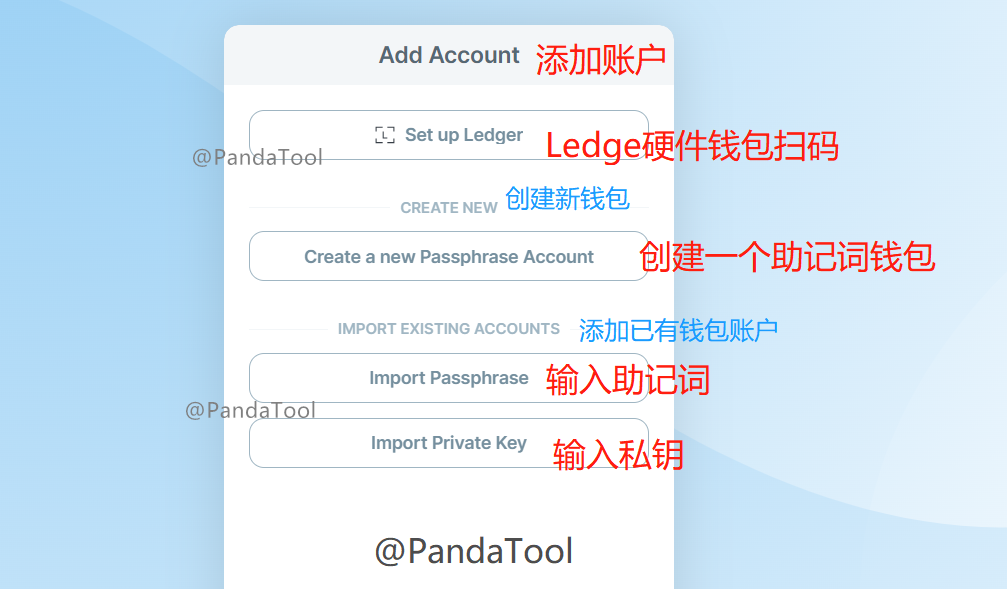 Add Account 添加账户
Set up Ledger Ledge硬件钱包扫码
@PandaTool
CREATE NEW 创建新钱包
Create a new Passphrase Account 创建一个助记词钱包
IMPORT EXISTING ACCOUNTS 添加已有钱包账户
Import Passphrase 输入助记词
@PandaTool
Import Private Key 输入私钥
@PandaTool